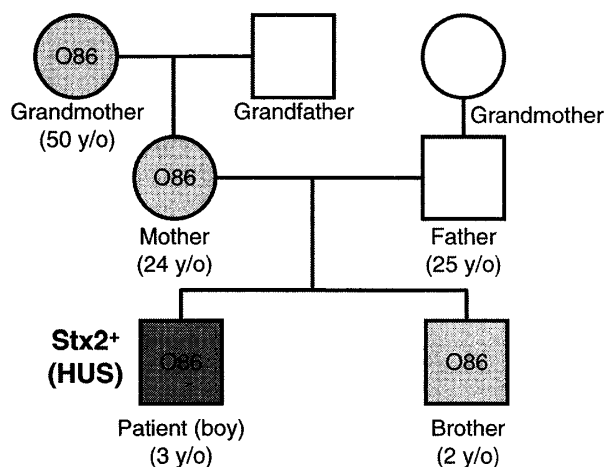 O86
Grandmother
(50 y/o)
Grandfather
Grandmother
O86
Mother
(24 y/o)
Father
(25 y/o)
Stx2⁺
(HUS)
O86
Patient (boy)
(3 y/o)
O86
Brother
(2 y/o)